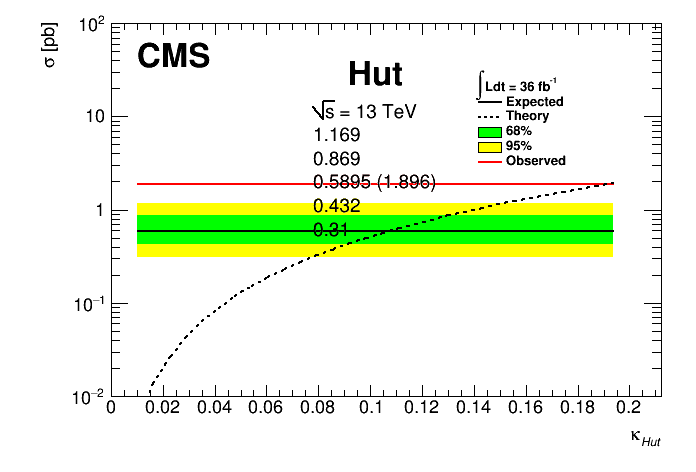 σ [pb]
10²
10
1
10⁻¹
10⁻²
CMS
Hut
√s = 13 TeV
1.169
0.869
0.5895 (1.896)
0.432
0.31
∫Ldt = 36 fb⁻¹
Expected
Theory
68%
95%
Observed
0 0.02 0.04 0.06 0.08 0.1 0.12 0.14 0.16 0.18 0.2
κ_Hut